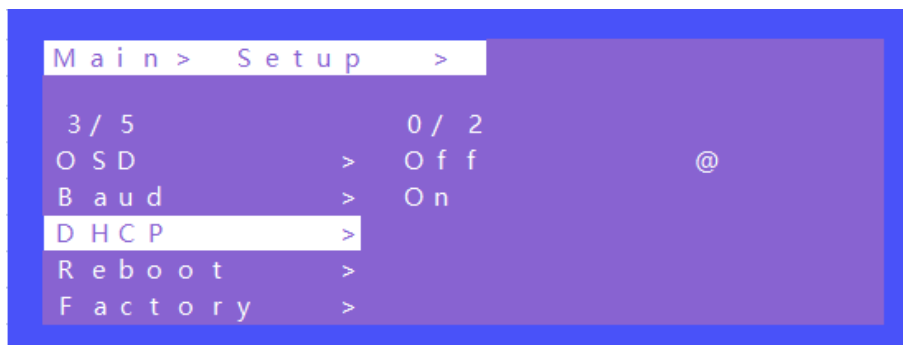 Main> Setup >
3/5 0/2
OSD > Off @
Baud > On
DHCP >
Reboot >
Factory >